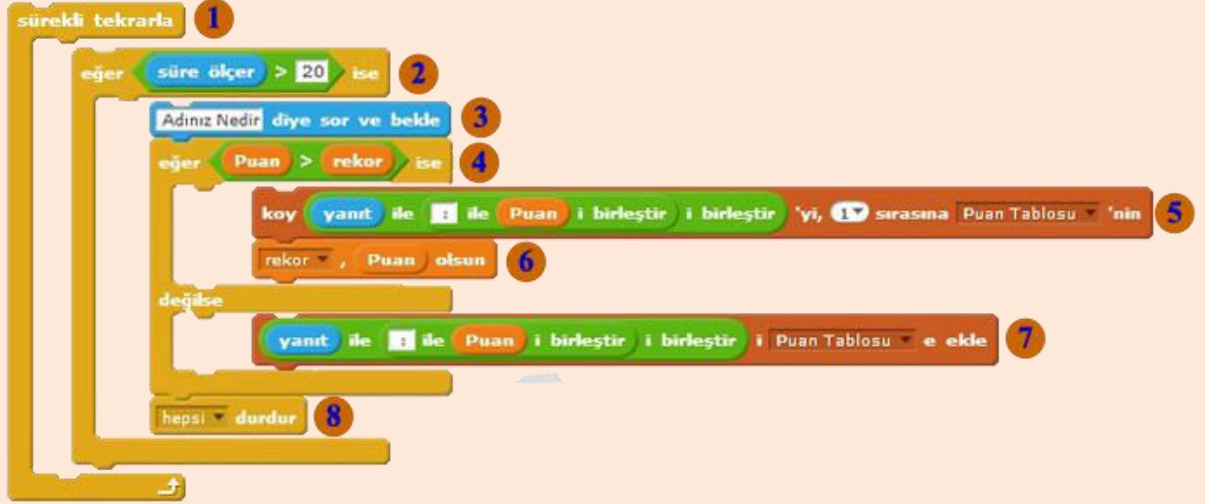 sürekli tekrarla 1
eğer süre ölçer > 20 ise 2
Adınız Nedir diye sor ve bekle 3
eğer Puan > rekor ise 4
koy yanıt ile : ile Puan i birleştir i birleştir 'yi, 1 sırasına Puan Tablosu 'nin 5
rekor , Puan olsun 6
değilse
yanıt ile : ile Puan i birleştir i birleştir i Puan Tablosu e ekle 7
hepsi durdur 8